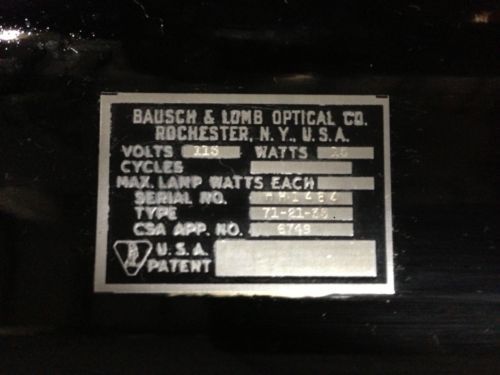 BAUSCH & LOMB OPTICAL CO.
ROCHESTER, N.Y., U.S.A.
VOLTS 115 WATTS
CYCLES
MAX. LAMP WATTS EACH
SERIAL NO.
TYPE 71-21-38
CSA APP. NO. 6749
U.S.A.
PATENT